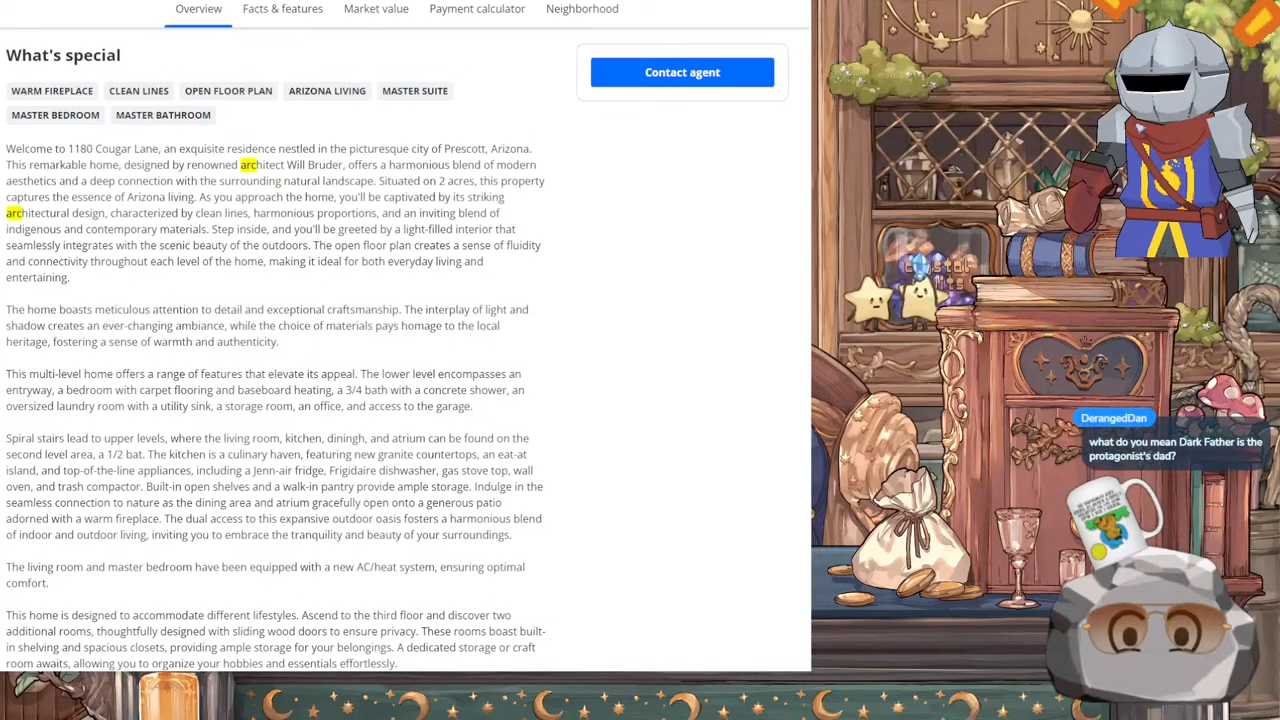 Overview Facts & features Market value Payment calculator Neighborhood
What's special
WARM FIREPLACE CLEAN LINES OPEN FLOOR PLAN ARIZONA LIVING MASTER SUITE
MASTER BEDROOM MASTER BATHROOM
Contact agent
Welcome to 1180 Cougar Lane, an exquisite residence nestled in the picturesque city of Prescott, Arizona.
This remarkable home, designed by renowned architect Will Bruder, offers a harmonious blend of modern
aesthetics and a deep connection with the surrounding natural landscape. Situated on 2 acres, this property
captures the essence of Arizona living. As you approach the home, you'll be captivated by its striking
architectural design, characterized by clean lines, harmonious proportions, and an inviting blend of
indigenous and contemporary materials. Step inside, and you'll be greeted by a light-filled interior that
seamlessly integrates with the scenic beauty of the outdoors. The open floor plan creates a sense of fluidity
and connectivity throughout each level of the home, making it ideal for both everyday living and
entertaining.
The home boasts meticulous attention to detail and exceptional craftsmanship. The interplay of light and
shadow creates an ever-changing ambiance, while the choice of materials pays homage to the local
heritage, fostering a sense of warmth and authenticity.
This multi-level home offers a range of features that elevate its appeal. The lower level encompasses an
entryway, a bedroom with carpet flooring and baseboard heating, a 3/4 bath with a concrete shower, an
oversized laundry room with a utility sink, a storage room, an office, and access to the garage.
Spiral stairs lead to upper levels, where the living room, kitchen, diningh, and atrium can be found on the
second level area, a 1/2 bat. The kitchen is a culinary haven, featuring new granite countertops, an eat-at
island, and top-of-the-line appliances, including a Jenn-air fridge, Frigidaire dishwasher, gas stove top, wall
oven, and trash compactor. Built-in open shelves and a walk-in pantry provide ample storage. Indulge in the
seamless connection to nature as the dining area and atrium gracefully open onto a generous patio
adorned with a warm fireplace. The dual access to this expansive outdoor oasis fosters a harmonious blend
of indoor and outdoor living, inviting you to embrace the tranquility and beauty of your surroundings.
The living room and master bedroom have been equipped with a new AC/heat system, ensuring optimal
comfort.
This home is designed to accommodate different lifestyles. Ascend to the third floor and discover two
additional rooms, thoughtfully designed with sliding wood doors to ensure privacy. These rooms boast built-
in shelving and spacious closets, providing ample storage for your belongings. A dedicated storage or craft
room awaits, allowing you to organize your hobbies and essentials effortlessly.
DerangedDan
what do you mean Dark Father is the
protagonist's dad?